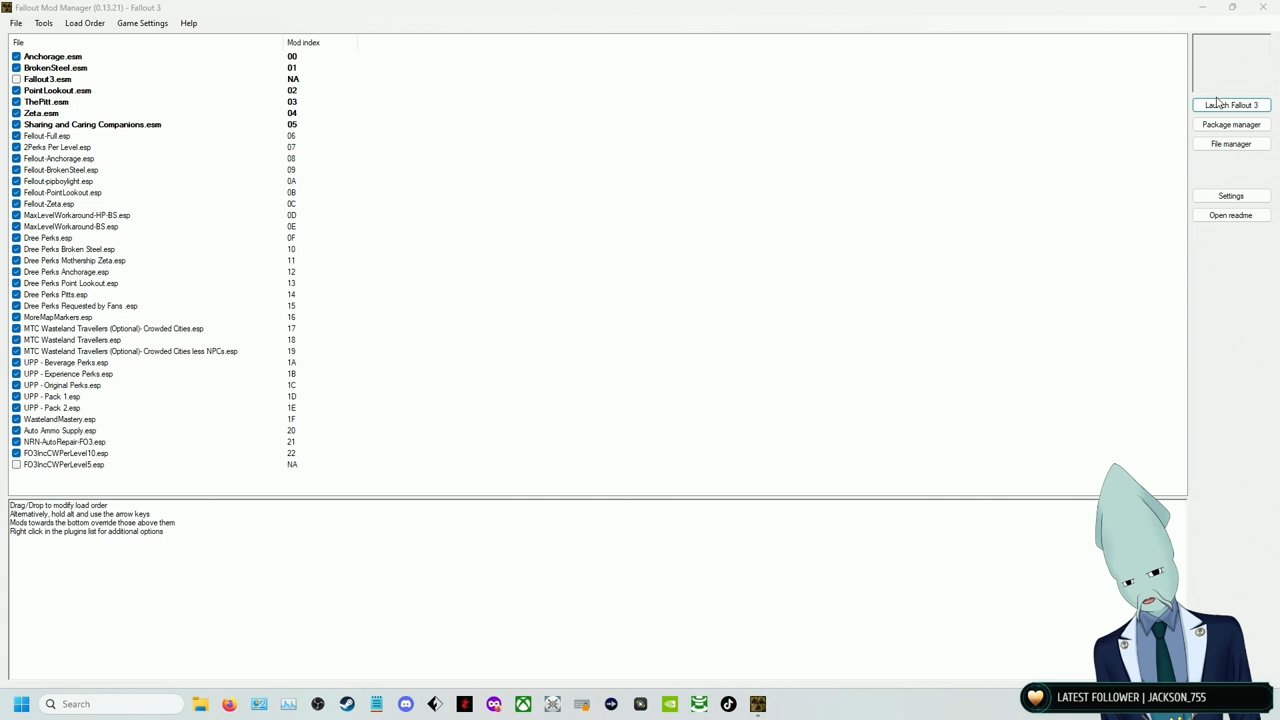 Fallout Mod Manager (0.13.21) - Fallout 3
File Tools Load Order Game Settings Help
File Mod index
Anchorage.esm 00
BrokenSteel.esm 01
Fallout3.esm NA
PointLookout.esm 02
ThePitt.esm 03
Zeta.esm 04
Sharing and Caring Companions.esm 05
Fellout-Full.esp 06
2Perks Per Level.esp 07
Fellout-Anchorage.esp 08
Fellout-BrokenSteel.esp 09
Fellout-pipboylight.esp 0A
Fellout-PointLookout.esp 0B
Fellout-Zeta.esp 0C
MaxLevelWorkaround-HP-BS.esp 0D
MaxLevelWorkaround-BS.esp 0E
Dree Perks.esp 0F
Dree Perks Broken Steel.esp 10
Dree Perks Mothership Zeta.esp 11
Dree Perks Anchorage.esp 12
Dree Perks Point Lookout.esp 13
Dree Perks Pitts.esp 14
Dree Perks Requested by Fans .esp 15
MoreMapMarkers.esp 16
MTC Wasteland Travellers (Optional)- Crowded Cities.esp 17
MTC Wasteland Travellers.esp 18
MTC Wasteland Travellers (Optional)- Crowded Cities less NPCs.esp 19
UPP - Beverage Perks.esp 1A
UPP - Experience Perks.esp 1B
UPP - Original Perks.esp 1C
UPP - Pack 1.esp 1D
UPP - Pack 2.esp 1E
WastelandMastery.esp 1F
Auto Ammo Supply.esp 20
NRN-AutoRepair-FO3.esp 21
FO3IncCWPerLevel10.esp 22
FO3IncCWPerLevel5.esp NA
Launch Fallout 3
Package manager
File manager
Settings
Open readme
Drag/Drop to modify load order
Alternatively, hold alt and use the arrow keys
Mods towards the bottom override those above them
Right click in the plugins list for additional options
Search
LATEST FOLLOWER | JACKSON_755